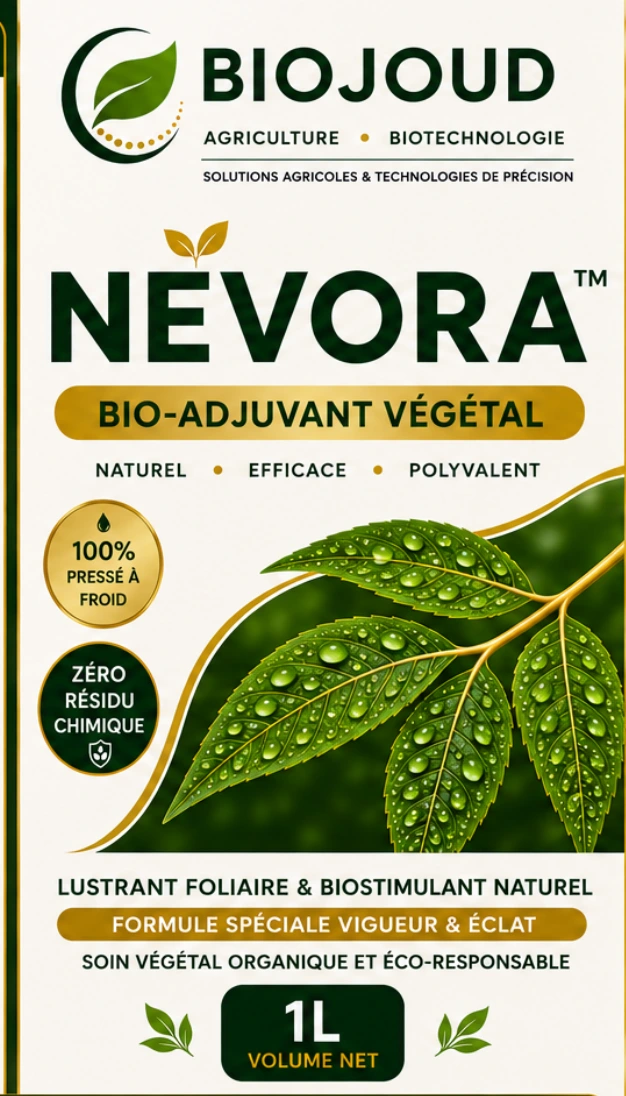 BIOJOUD
AGRICULTURE • BIOTECHNOLOGIE
SOLUTIONS AGRICOLES & TECHNOLOGIES DE PRÉCISION
NEVORA™
BIO-ADJUVANT VÉGÉTAL
NATUREL • EFFICACE • POLYVALENT
100%
PRESSÉ À
FROID
ZÉRO
RÉSIDU
CHIMIQUE
LUSTRANT FOLIAIRE & BIOSTIMULANT NATUREL
FORMULE SPÉCIALE VIGUEUR & ÉCLAT
SOIN VÉGÉTAL ORGANIQUE ET ÉCO-RESPONSABLE
1L
VOLUME NET